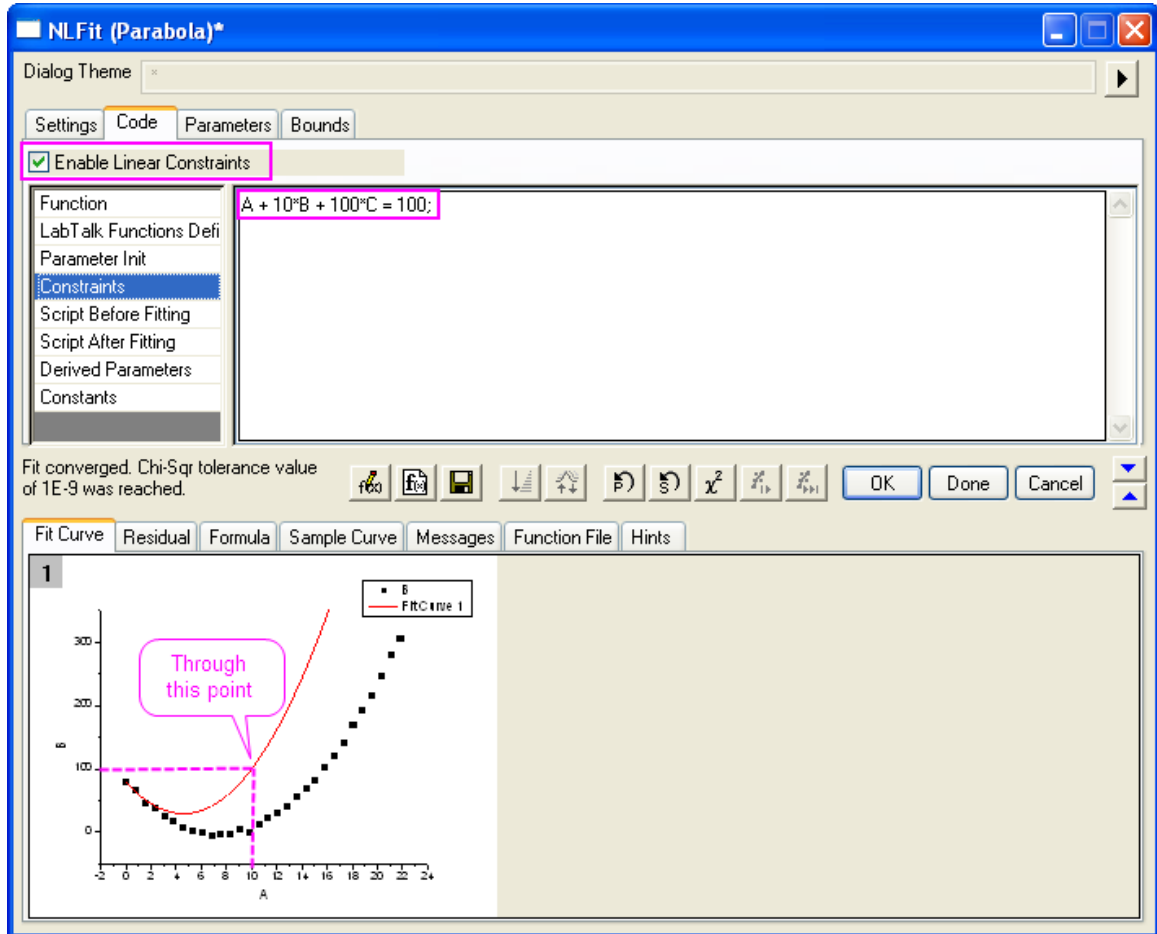 NLFit (Parabola)*
Dialog Theme
*
Settings Code Parameters Bounds
Enable Linear Constraints
Function
LabTalk Functions Defi
Parameter Init
Constraints
Script Before Fitting
Script After Fitting
Derived Parameters
Constants
A + 10*B + 100*C = 100;
Fit converged. Chi-Sqr tolerance value
of 1E-9 was reached.
OK Done Cancel
Fit Curve Residual Formula Sample Curve Messages Function File Hints
1
B
FitCurve 1
Through
this point
300
200
100
0
B
-2 0 2 4 6 8 10 12 14 16 18 20 22 24
A